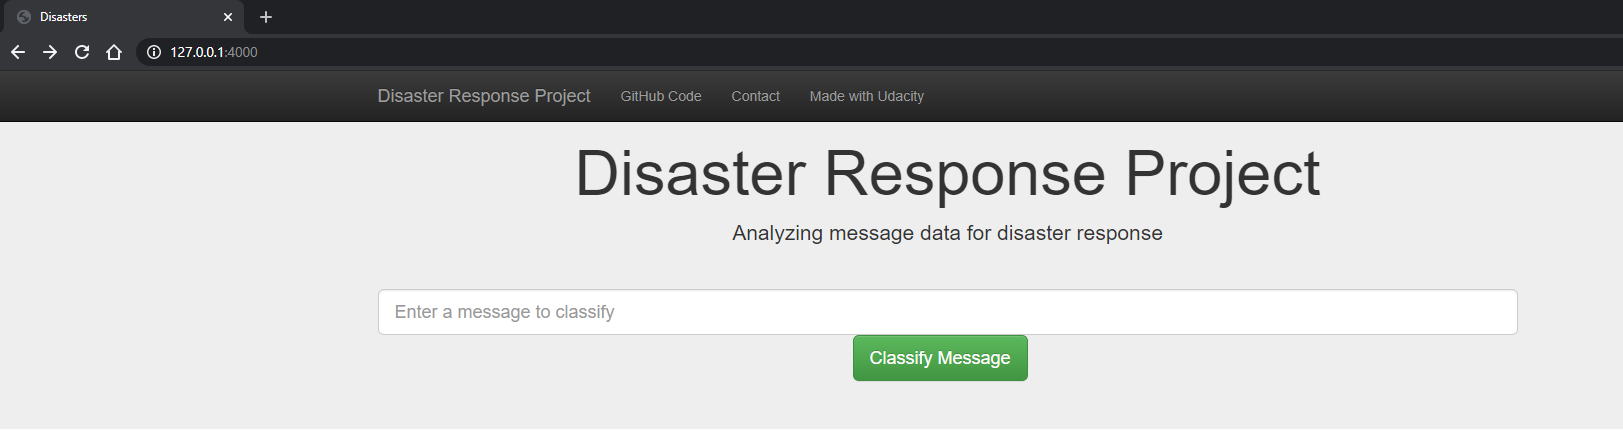 Disasters
127.0.0.1:4000
Disaster Response Project GitHub Code Contact Made with Udacity
Disaster Response Project
Analyzing message data for disaster response
Enter a message to classify
Classify Message